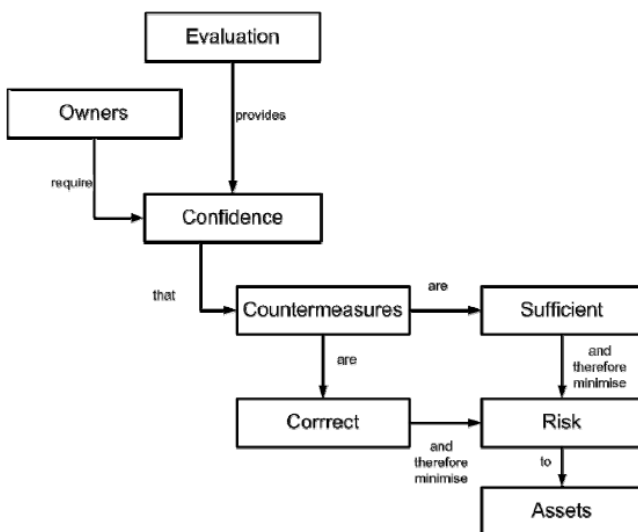 Evaluation
Owners
provides
require
Confidence
that
are
Countermeasures
Sufficient
are
and
therefore
minimise
Corrrect
Risk
and
therefore
minimise
to
Assets